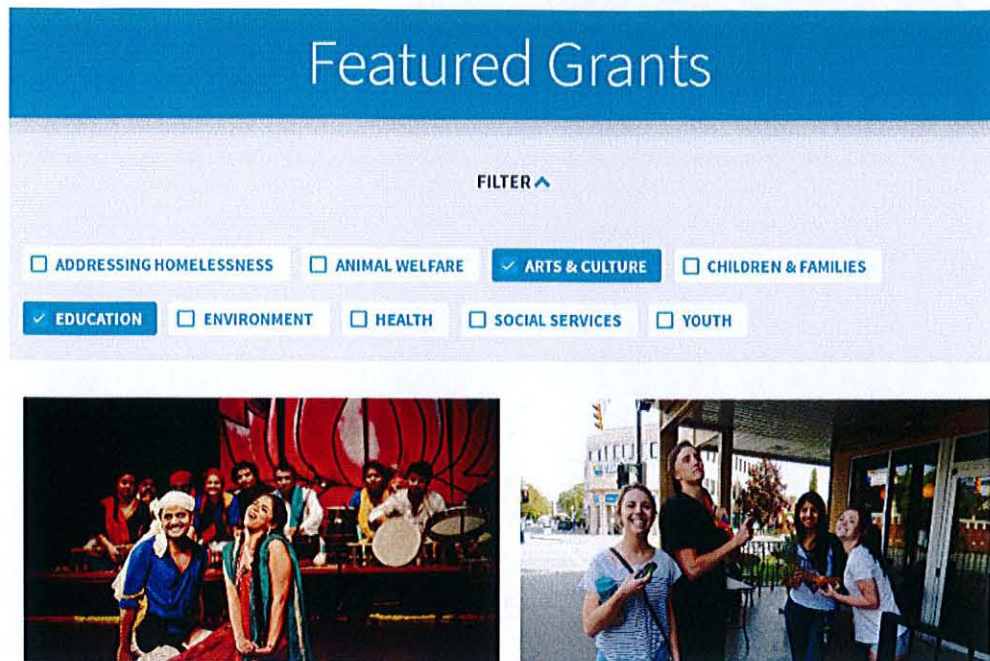 Featured Grants
FILTER
ADDRESSING HOMELESSNESS
ANIMAL WELFARE
ARTS & CULTURE
CHILDREN & FAMILIES
EDUCATION
ENVIRONMENT
HEALTH
SOCIAL SERVICES
YOUTH